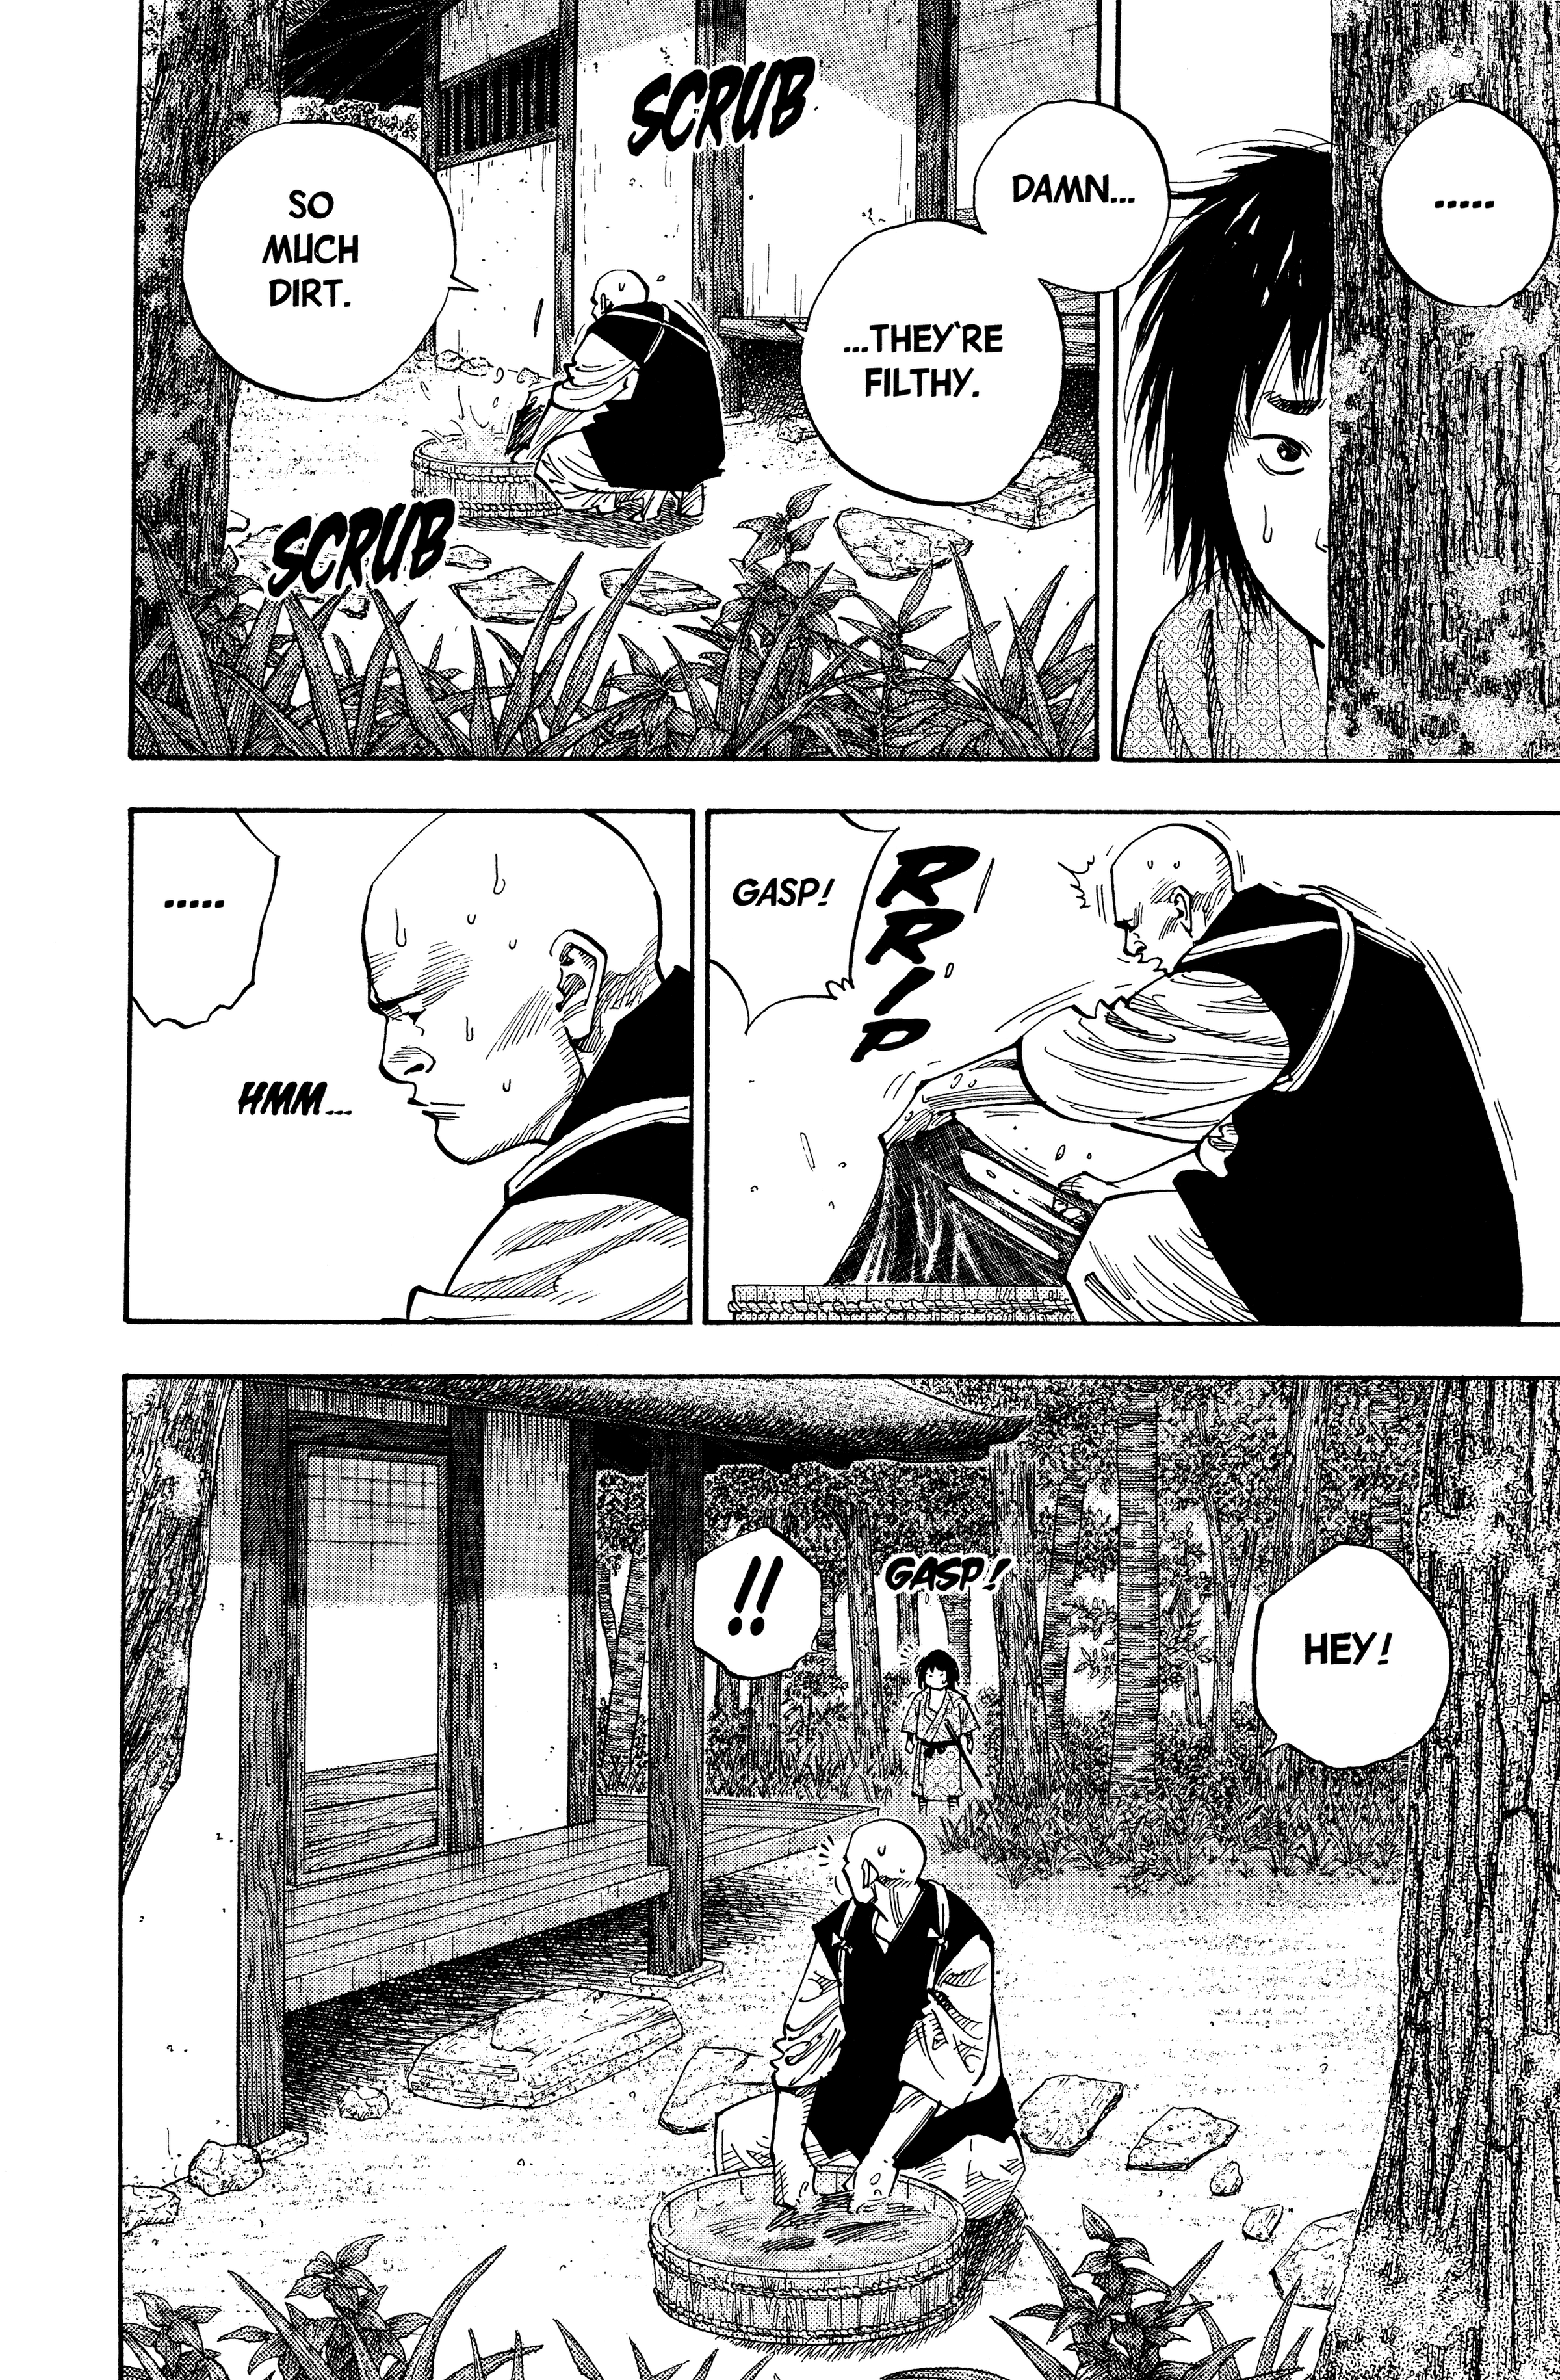 .....
DAMN...
...THEY'RE
FILTHY.
SCRUB
SO
MUCH
DIRT.
SCRUB
RRIP
GASP!
.....
HMM...
HEY!
GASP!
!!